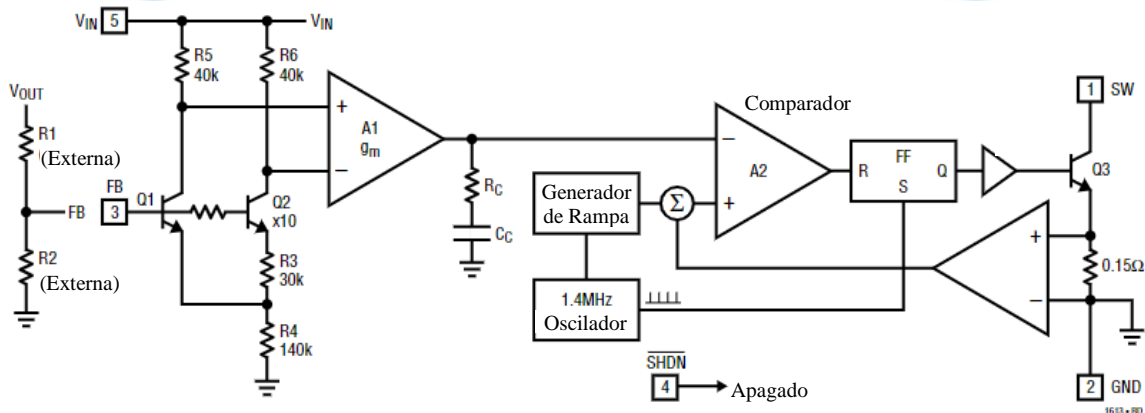 VIN 5
VIN
R5
40k
R6
40k
VOUT
R1
(Externa)
FB
3
FB
R2
(Externa)
Q1
Q2
x10
R3
30k
R4
140k
A1
gm
+
−
RC
CC
Comparador
−
A2
+
Generador
de Rampa
Σ
1.4MHz
Oscilador
R
FF
S
Q
1 SW
Q3
+
−
0.15Ω
2 GND
SHDN
4
Apagado
1613 • BD